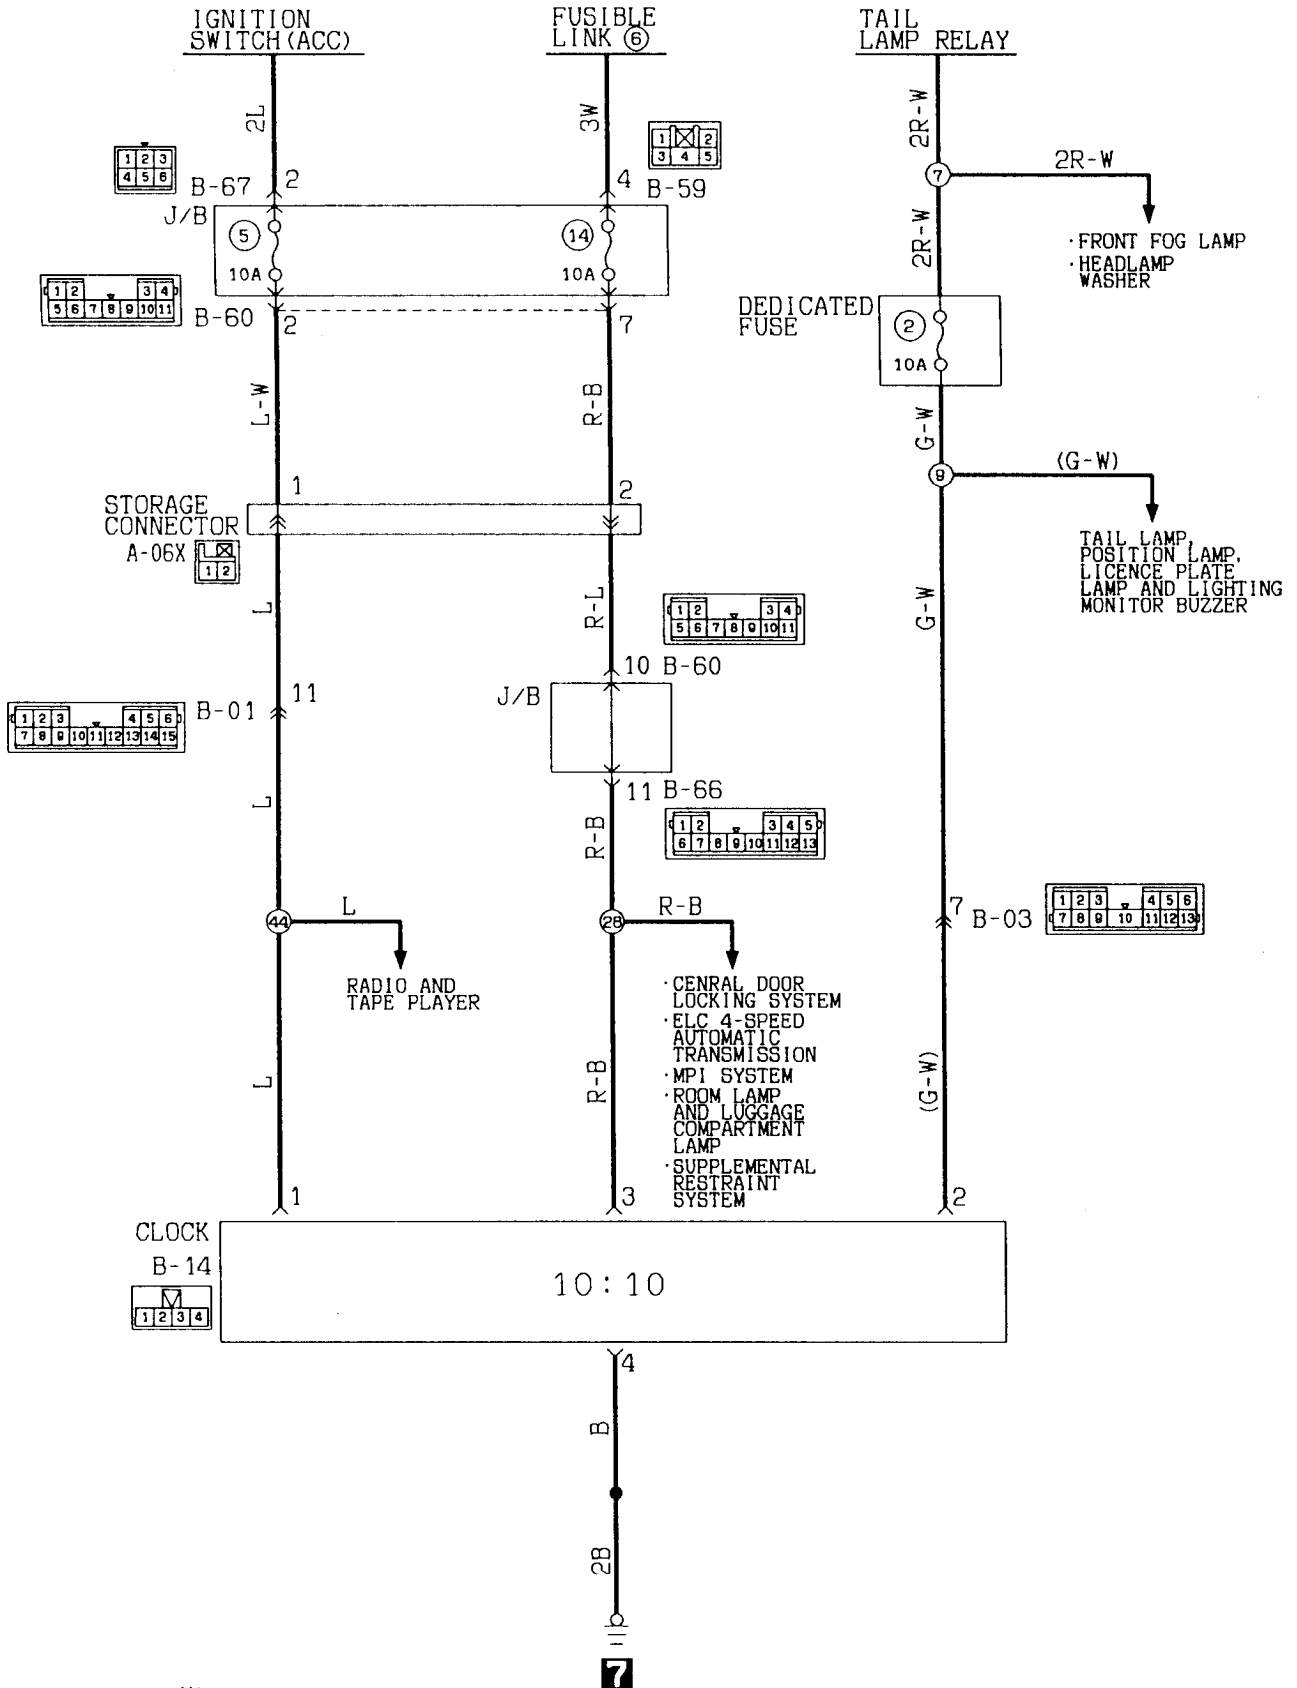 IGNITION
SWITCH(ACC)
FUSIBLE
LINK ⑥
TAIL
LAMP RELAY
2L
3W
2R-W
1 2 3
4 5 6
B-67
2
1 2
3 4 5
4
B-59
7
2R-W
·FRONT FOG LAMP
·HEADLAMP
WASHER
J/B
5
10A
14
10A
2R-W
1 2 3 4
5 6 7 8 9 10 11
B-60
2
7
DEDICATED
FUSE
2
10A
L-W
R-B
G-W
(G-W)
TAIL LAMP,
POSITION LAMP,
LICENCE PLATE
LAMP AND LIGHTING
MONITOR BUZZER
1
2
STORAGE
CONNECTOR
A-06X
1 2
L
R-L
G-W
1 2 3 4
5 6 7 8 9 10 11
10 B-60
J/B
1 2 3 4 5 6
7 8 9 10 11 12 13 14 15
B-01
11
11 B-66
1 2 3 4 5
6 7 8 9 10 11 12 13
L
R-B
44
L
RADIO AND
TAPE PLAYER
28
R-B
·CENRAL DOOR
LOCKING SYSTEM
·ELC 4-SPEED
AUTOMATIC
TRANSMISSION
·MPI SYSTEM
·ROOM LAMP
AND LUGGAGE
COMPARTMENT
LAMP
·SUPPLEMENTAL
RESTRAINT
SYSTEM
7
B-03
1 2 3 4 5 6
7 8 9 10 11 12 13
L
R-B
(G-W)
1
3
2
CLOCK
B-14
1 2 3 4
10:10
4
B
2B
7